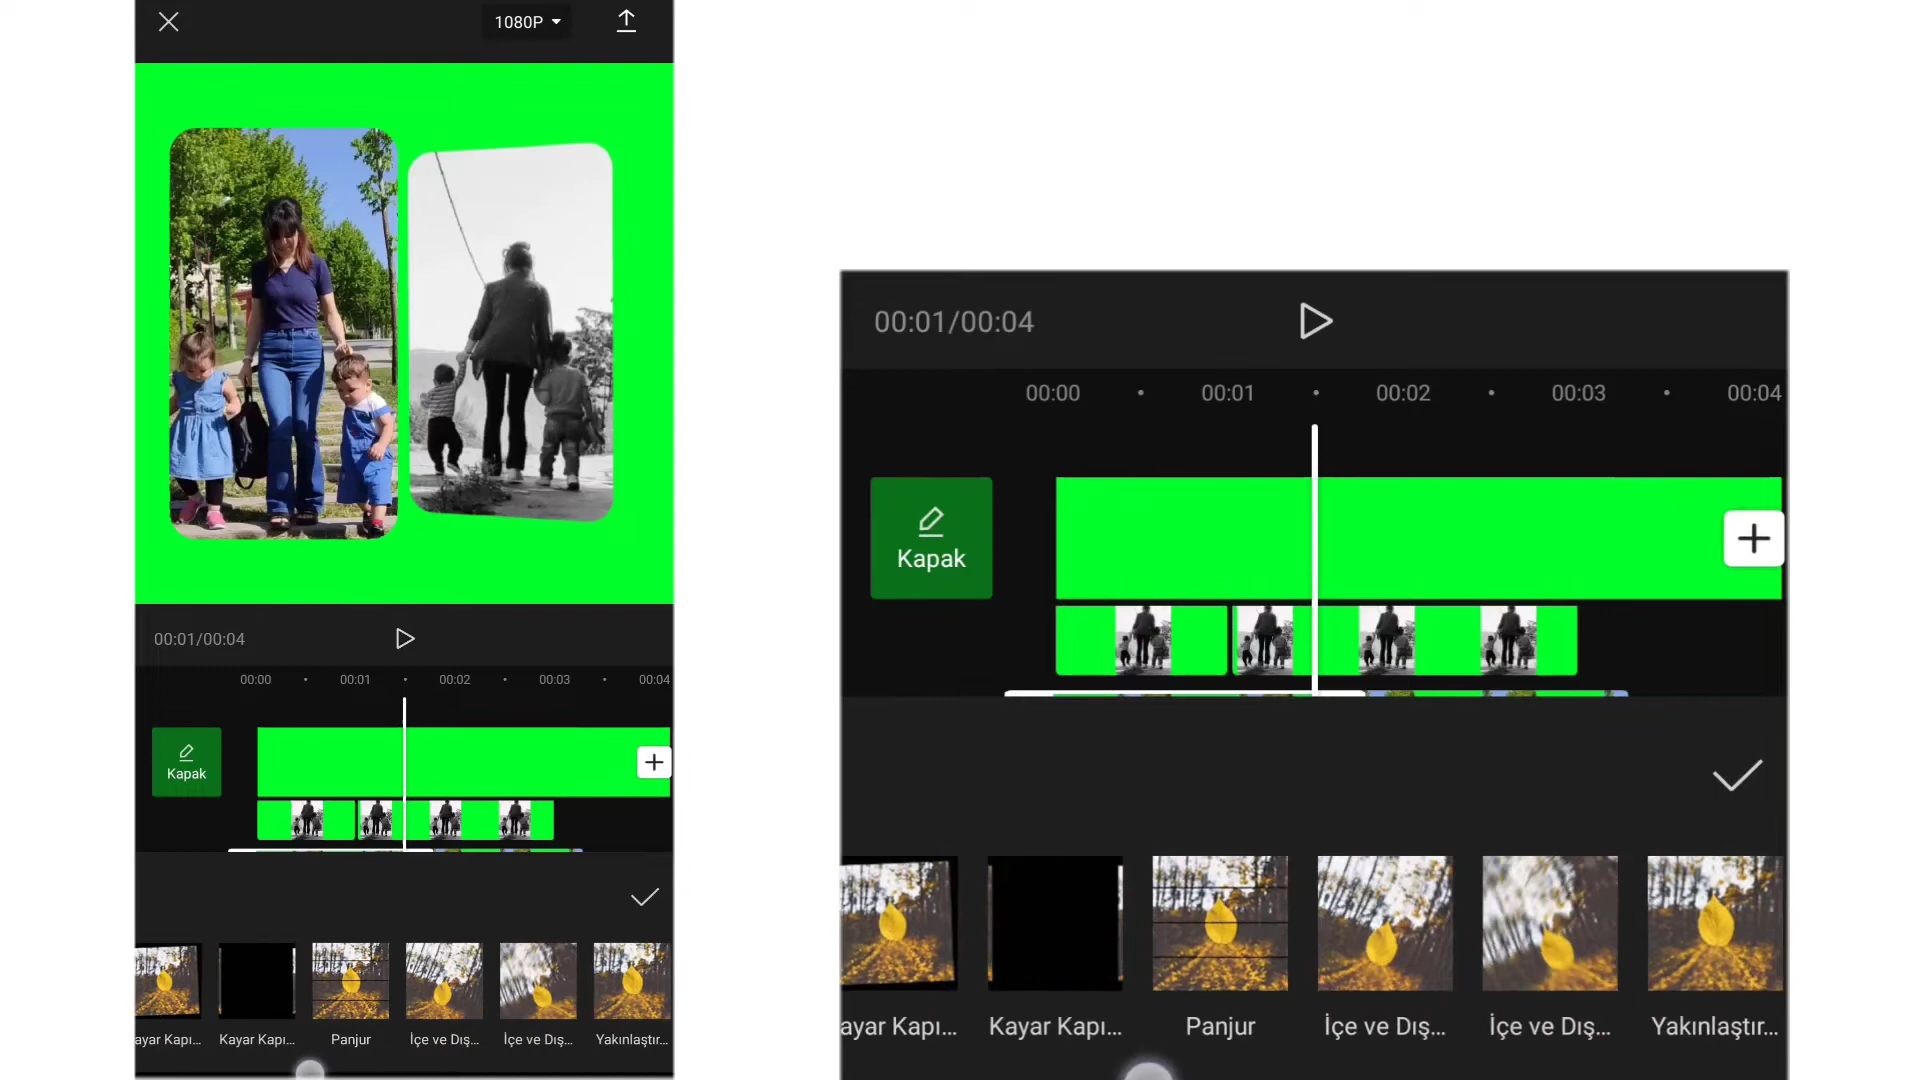 1080P
00:01/00:04
00:00 00:01 00:02 00:03 00:04
Kapak
ayar Kapı... Kayar Kapı... Panjur İçe ve Dış... İçe ve Dış... Yakınlaştır...
00:01/00:04
00:00 00:01 00:02 00:03 00:04
Kapak
ayar Kapı... Kayar Kapı... Panjur İçe ve Dış... İçe ve Dış... Yakınlaştır...